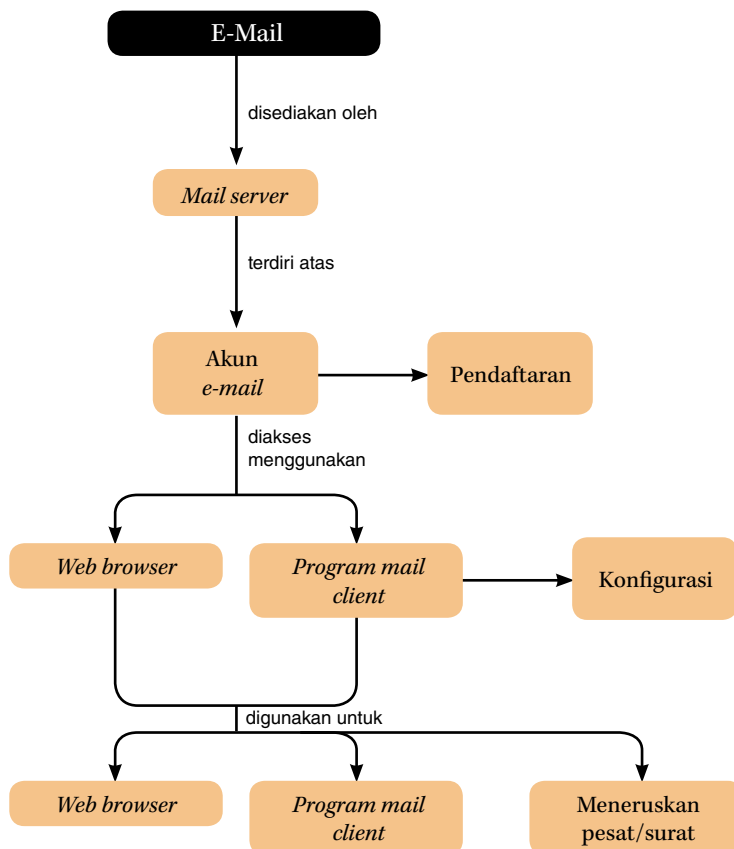 E-Mail
disediakan oleh
Mail server
terdiri atas
Akun
e-mail
Pendaftaran
diakses
menggunakan
Web browser
Program mail
client
Konfigurasi
digunakan untuk
Web browser
Program mail
client
Meneruskan
pesat/surat